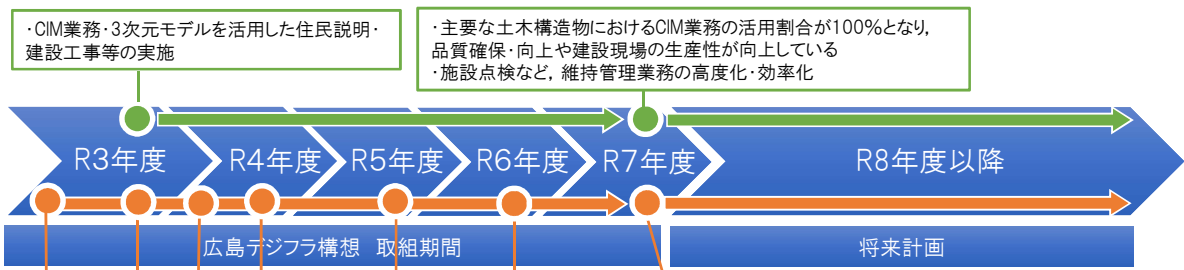 ・CIM業務・3次元モデルを活用した住民説明・
建設工事等の実施
・主要な土木構造物におけるCIM業務の活用割合が100%となり，
品質確保・向上や建設現場の生産性が向上している
・施設点検など，維持管理業務の高度化・効率化
R3年度
R4年度
R5年度
R6年度
R7年度
R8年度以降
広島デジフラ構想 取組期間
将来計画